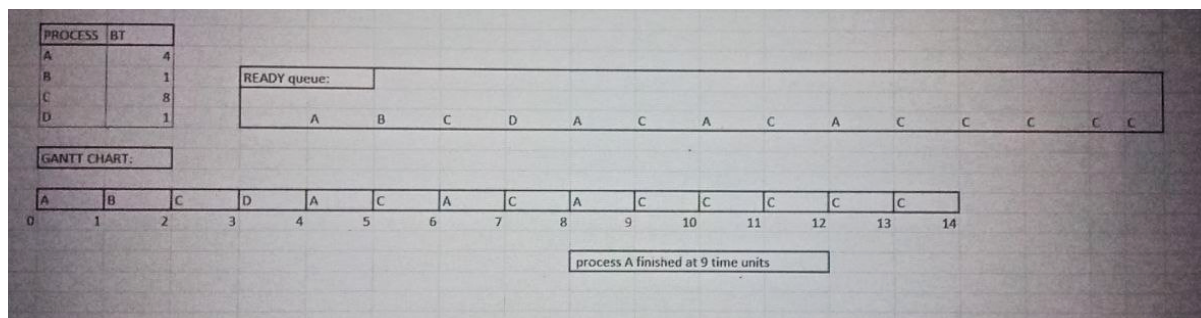 PROCESS BT
A 4
B 1
C 8
D 1
READY queue:
A B C D A C A C A C C C C C
GANTT CHART:
A B C D A C A C A C C C C C
0 1 2 3 4 5 6 7 8 9 10 11 12 13 14
process A finished at 9 time units